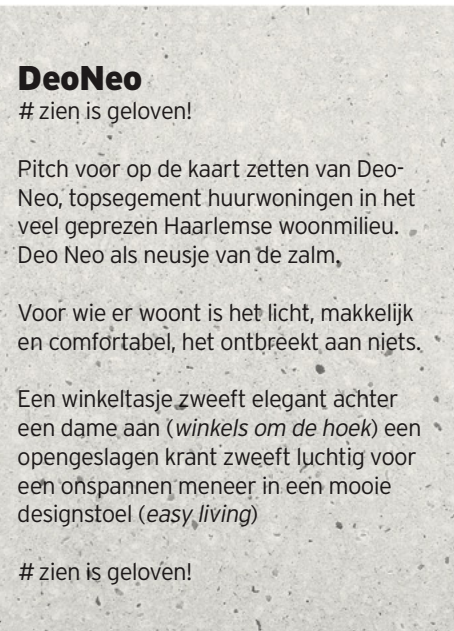 DeoNeo
# zien is geloven!
Pitch voor op de kaart zetten van Deo-
Neo, topsegement huurwoningen in het
veel geprezen Haarlemse woonmilieu.
Deo Neo als neusje van de zalm.
Voor wie er woont is het licht, makkelijk
en comfortabel, het ontbreekt aan niets.
Een winkeltasje zweeft elegant achter
een dame aan (winkels om de hoek) een
opengeslagen krant zweeft luchtig voor
een onspannen meneer in een mooie
designstoel (easy living)
# zien is geloven!